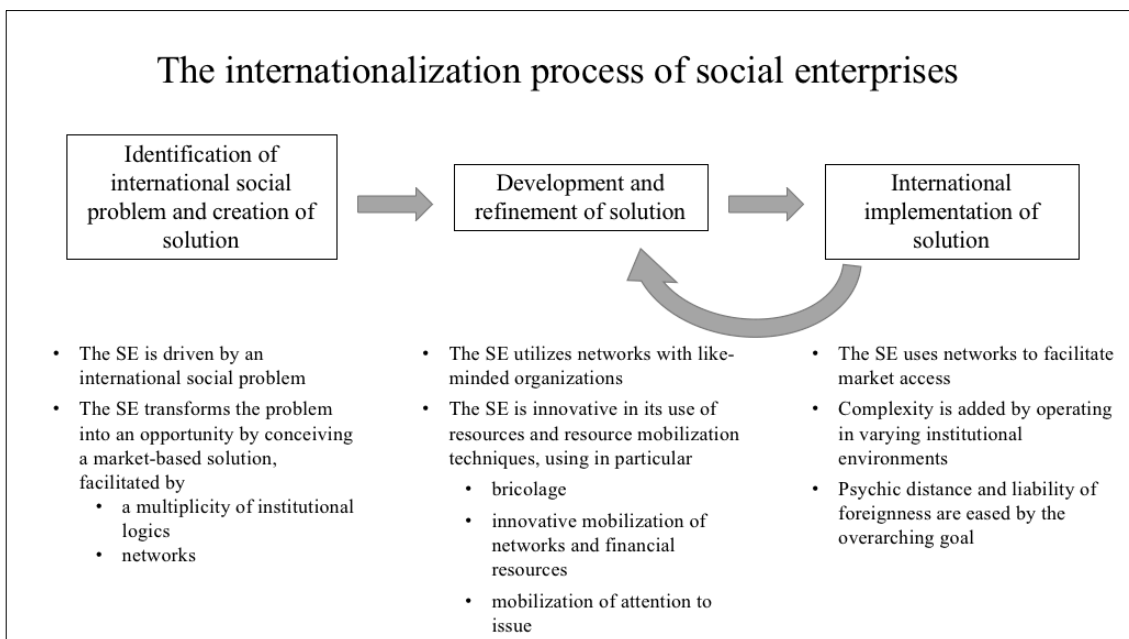 The internationalization process of social enterprises
Identification of
international social
problem and creation of
solution
Development and
refinement of solution
International
implementation of
solution
• The SE is driven by an
international social problem
• The SE transforms the problem
into an opportunity by conceiving
a market-based solution,
facilitated by
• a multiplicity of institutional
logics
• networks
• The SE utilizes networks with like-
minded organizations
• The SE is innovative in its use of
resources and resource mobilization
techniques, using in particular
• bricolage
• innovative mobilization of
networks and financial
resources
• mobilization of attention to
issue
• The SE uses networks to facilitate
market access
• Complexity is added by operating
in varying institutional
environments
• Psychic distance and liability of
foreignness are eased by the
overarching goal